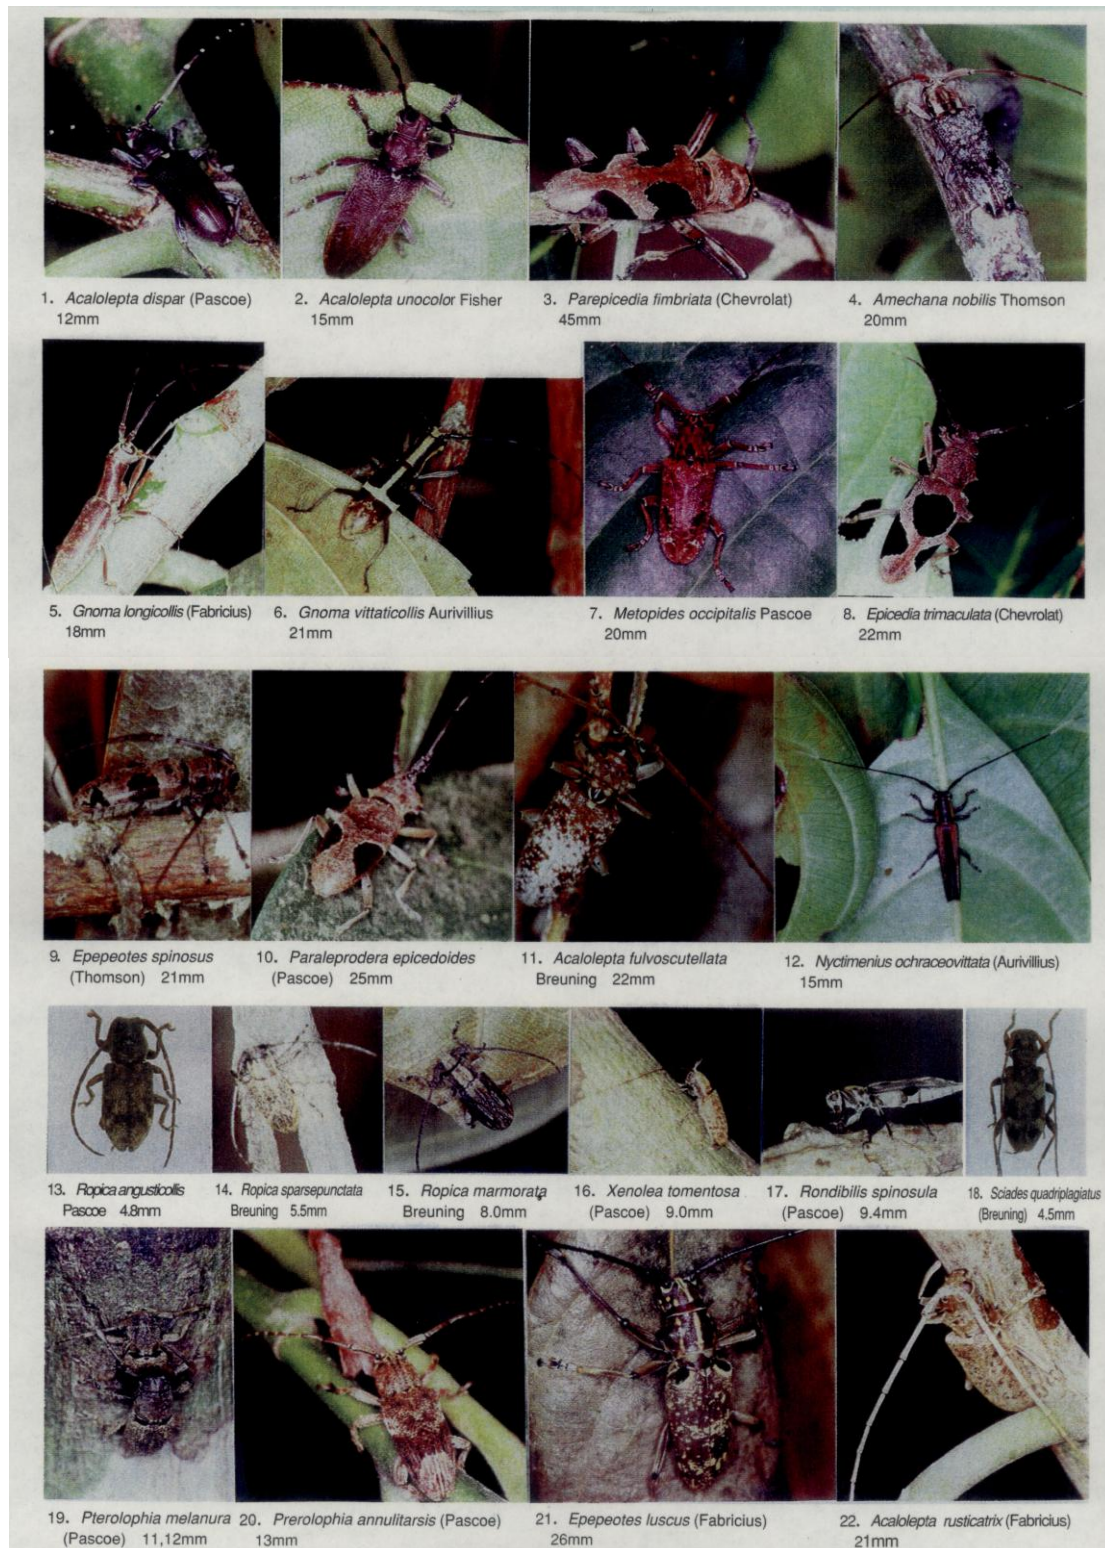 1. Acalolepta dispar (Pascoe)
12mm
2. Acalolepta unocolor Fisher
15mm
3. Parepicedia fimbriata (Chevrolat)
45mm
4. Amechana nobilis Thomson
20mm
5. Gnoma longicollis (Fabricius)
18mm
6. Gnoma vittaticollis Aurivillius
21mm
7. Metopides occipitalis Pascoe
20mm
8. Epicedia trimaculata (Chevrolat)
22mm
9. Epepeotes spinosus
(Thomson) 21mm
10. Paraleprodera epicedoides
(Pascoe) 25mm
11. Acalolepta fulvoscutellata
Breuning 22mm
12. Nyctimenius ochraceovittata (Aurivillius)
15mm
13. Ropica angusticollis
Pascoe 4.8mm
14. Ropica sparsepunctata
Breuning 5.5mm
15. Ropica marmorata
Breuning 8.0mm
16. Xenolea tomentosa
(Pascoe) 9.0mm
17. Rondibilis spinosula
(Pascoe) 9.4mm
18. Sciades quadriplagiatus
(Breuning) 4.5mm
19. Pterolophia melanura
(Pascoe) 11,12mm
20. Prerolophia annulitarsis (Pascoe)
13mm
21. Epepeotes luscus (Fabricius)
26mm
22. Acalolepta rusticatrix (Fabricius)
21mm